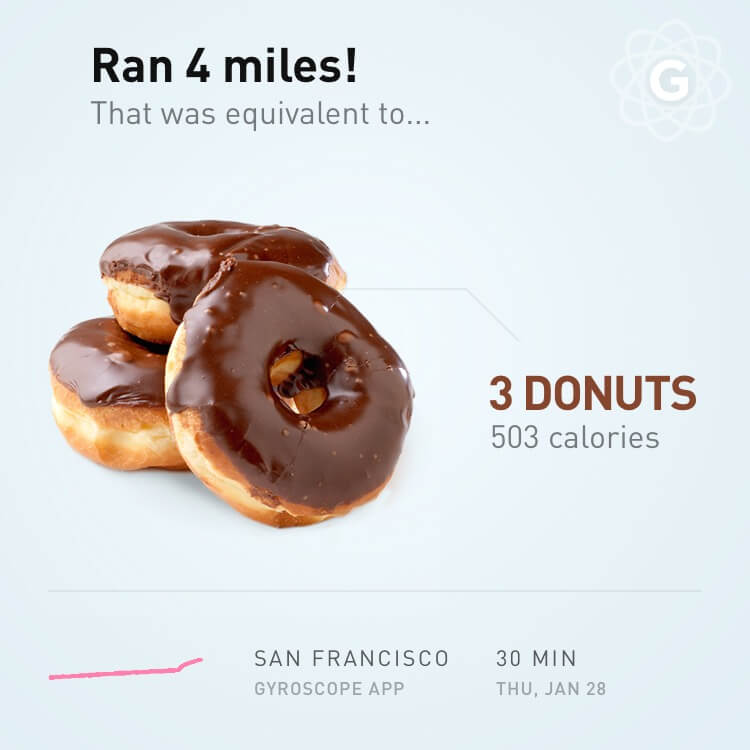 Ran 4 miles!
G
That was equivalent to...
3 DONUTS
503 calories
SAN FRANCISCO
GYROSCOPE APP
30 MIN
THU, JAN 28